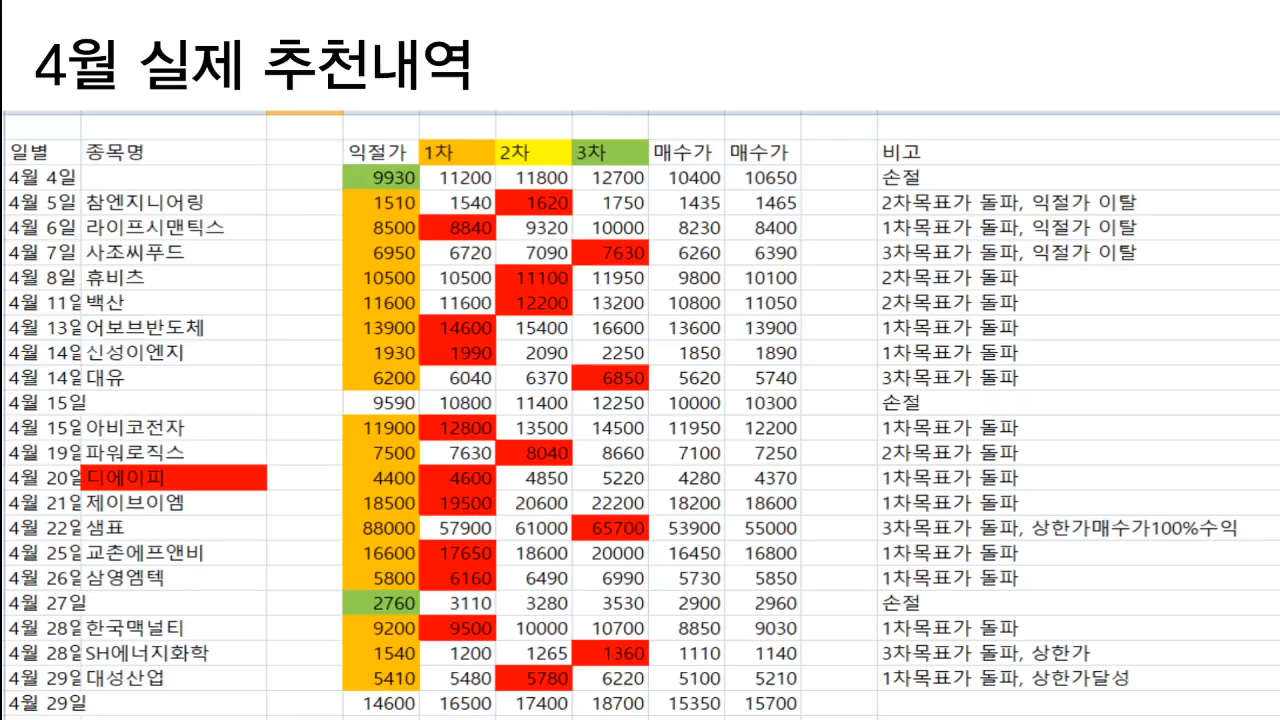 4월 실제 추천내역
일별 종목명 익절가 1차 2차 3차 매수가 매수가 비고
4월 4일 9930 11200 11800 12700 10400 10650 손절
4월 5일 참엔지니어링 1510 1540 1620 1750 1435 1465 2차목표가 돌파, 익절가 이탈
4월 6일 라이프시맨틱스 8500 8840 9320 10000 8230 8400 1차목표가 돌파, 익절가 이탈
4월 7일 사조씨푸드 6950 6720 7090 7630 6260 6390 3차목표가 돌파, 익절가 이탈
4월 8일 휴비츠 10500 10500 11100 11950 9800 10100 2차목표가 돌파
4월 11일 백산 11600 11600 12200 13200 10800 11050 2차목표가 돌파
4월 13일 어보브반도체 13900 14600 15400 16600 13600 13900 1차목표가 돌파
4월 14일 신성이엔지 1930 1990 2090 2250 1850 1890 1차목표가 돌파
4월 14일 대유 6200 6040 6370 6850 5620 5740 3차목표가 돌파
4월 15일 9590 10800 11400 12250 10000 10300 손절
4월 15일 아비코전자 11900 12800 13500 14500 11950 12200 1차목표가 돌파
4월 19일 파워로직스 7500 7630 8040 8660 7100 7250 2차목표가 돌파
4월 20일 디에이피 4400 4600 4850 5220 4280 4370 1차목표가 돌파
4월 21일 제이브이엠 18500 19500 20600 22200 18200 18600 1차목표가 돌파
4월 22일 샘표 88000 57900 61000 65700 53900 55000 3차목표가 돌파, 상한가매수가100%수익
4월 25일 교촌에프앤비 16600 17650 18600 20000 16450 16800 1차목표가 돌파
4월 26일 삼영엠텍 5800 6160 6490 6990 5730 5850 1차목표가 돌파
4월 27일 2760 3110 3280 3530 2900 2960 손절
4월 28일 한국맥널티 9200 9500 10000 10700 8850 9030 1차목표가 돌파
4월 28일 SH에너지화학 1540 1200 1265 1360 1110 1140 3차목표가 돌파, 상한가
4월 29일 대성산업 5410 5480 5780 6220 5100 5210 1차목표가 돌파, 상한가달성
4월 29일 14600 16500 17400 18700 15350 15700